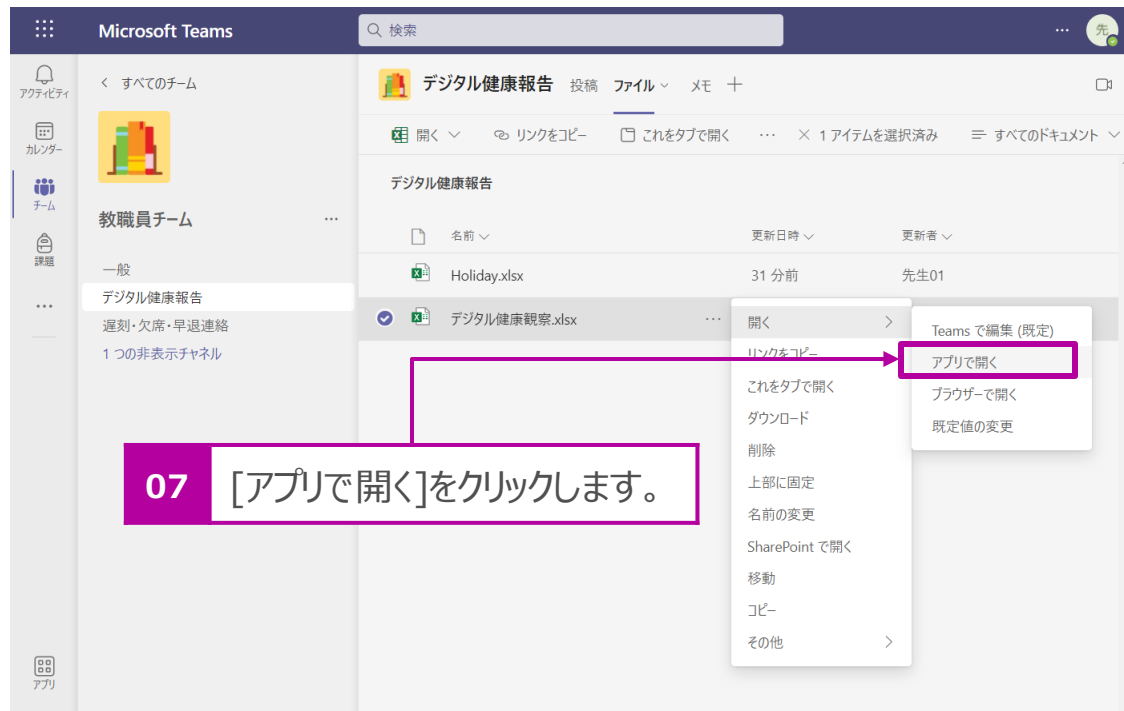 Microsoft Teams
検索
…
先
アクティビティ
カレンダー
チーム
課題
…
アプリ
すべてのチーム
教職員チーム …
一般
デジタル健康報告
遅刻・欠席・早退連絡
1 つの非表示チャネル
デジタル健康報告 投稿 ファイル メモ
開く リンクをコピー これをタブで開く … 1 アイテムを選択済み すべてのドキュメント
デジタル健康報告
名前 更新日時 更新者
Holiday.xlsx 31 分前 先生01
デジタル健康観察.xlsx …
開く
リンクをコピー
これをタブで開く
ダウンロード
削除
上部に固定
名前の変更
SharePoint で開く
移動
コピー
その他
Teams で編集 (既定)
アプリで開く
ブラウザーで開く
既定値の変更
07 [アプリで開く]をクリックします。